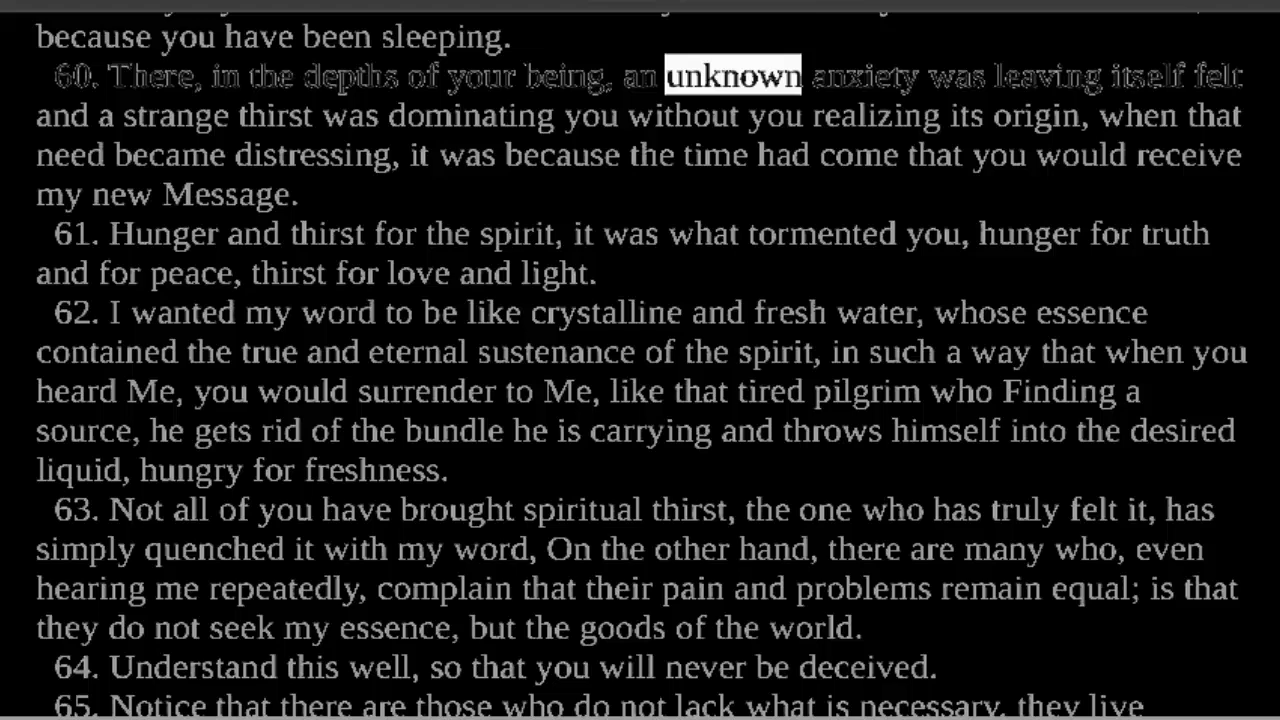 because you have been sleeping.
60. There, in the depths of your being, an unknown anxiety was leaving itself felt
and a strange thirst was dominating you without you realizing its origin, when that
need became distressing, it was because the time had come that you would receive
my new Message.
61. Hunger and thirst for the spirit, it was what tormented you, hunger for truth
and for peace, thirst for love and light.
62. I wanted my word to be like crystalline and fresh water, whose essence
contained the true and eternal sustenance of the spirit, in such a way that when you
heard Me, you would surrender to Me, like that tired pilgrim who Finding a
source, he gets rid of the bundle he is carrying and throws himself into the desired
liquid, hungry for freshness.
63. Not all of you have brought spiritual thirst, the one who has truly felt it, has
simply quenched it with my word, On the other hand, there are many who, even
hearing me repeatedly, complain that their pain and problems remain equal; is that
they do not seek my essence, but the goods of the world.
64. Understand this well, so that you will never be deceived.
65. Notice that there are those who do not lack what is necessary, they live